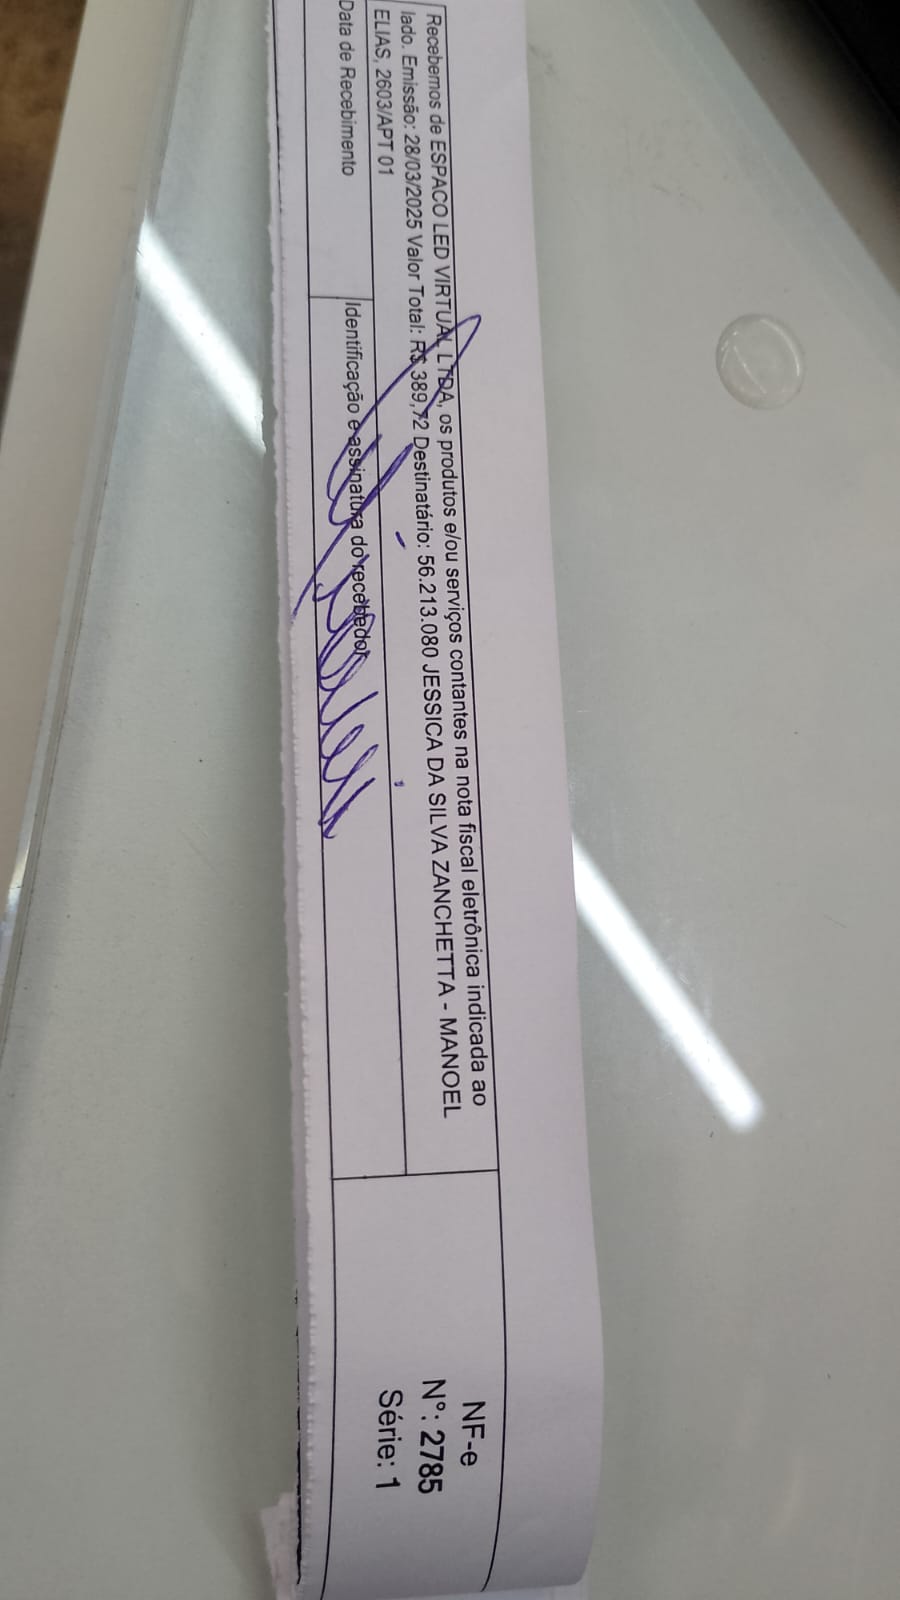 Recebemos de ESPACO LED VIRTUAL LTDA, os produtos e/ou serviços contantes na nota fiscal eletrônica indicada ao
lado. Emissão: 28/03/2025 Valor Total: R$ 389,72 Destinatário: 56.213.080 JESSICA DA SILVA ZANCHETTA - MANOEL
ELIAS, 2603/APT 01
Data de Recebimento
Identificação e assinatura do recebedor
NF-e
Nº: 2785
Série: 1